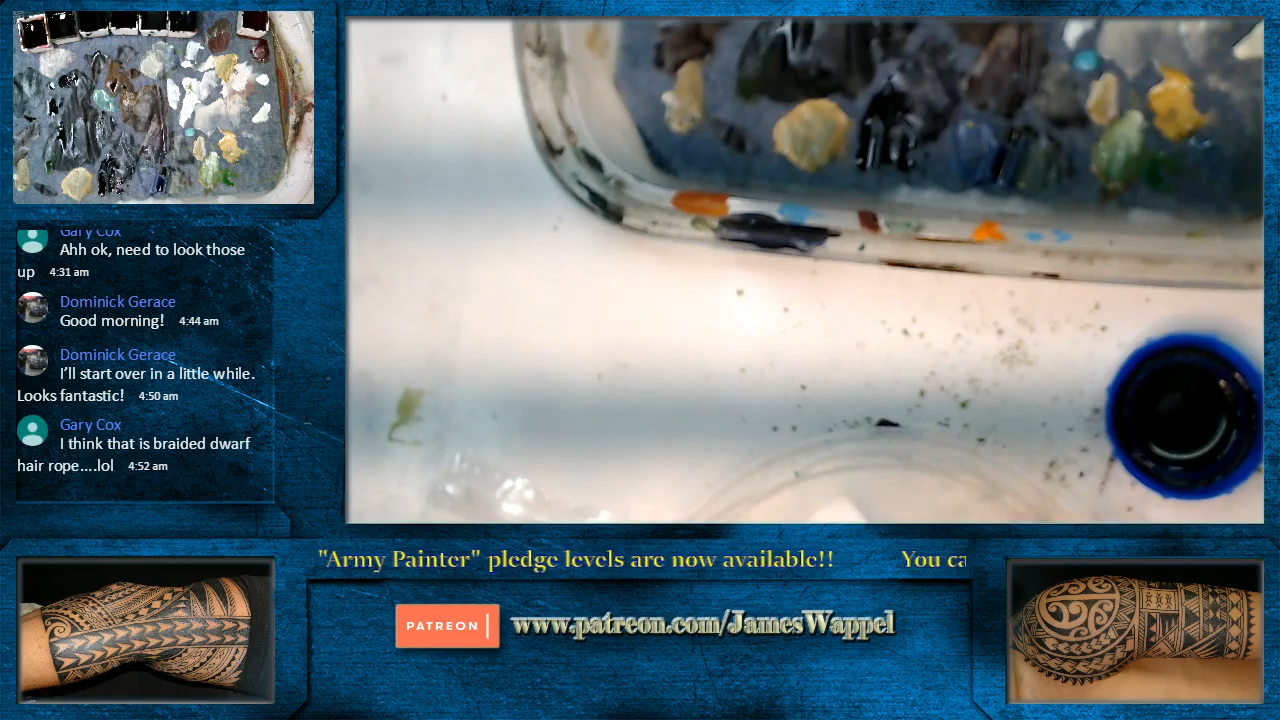 Gary Cox
Ahh ok, need to look those
up 4:31 am
Dominick Gerace
Good morning! 4:44 am
Dominick Gerace
I'll start over in a little while.
Looks fantastic! 4:50 am
Gary Cox
I think that is braided dwarf
hair rope....lol 4:52 am
"Army Painter" pledge levels are now available!! You ca
PATREON www.patreon.com/JamesWappel